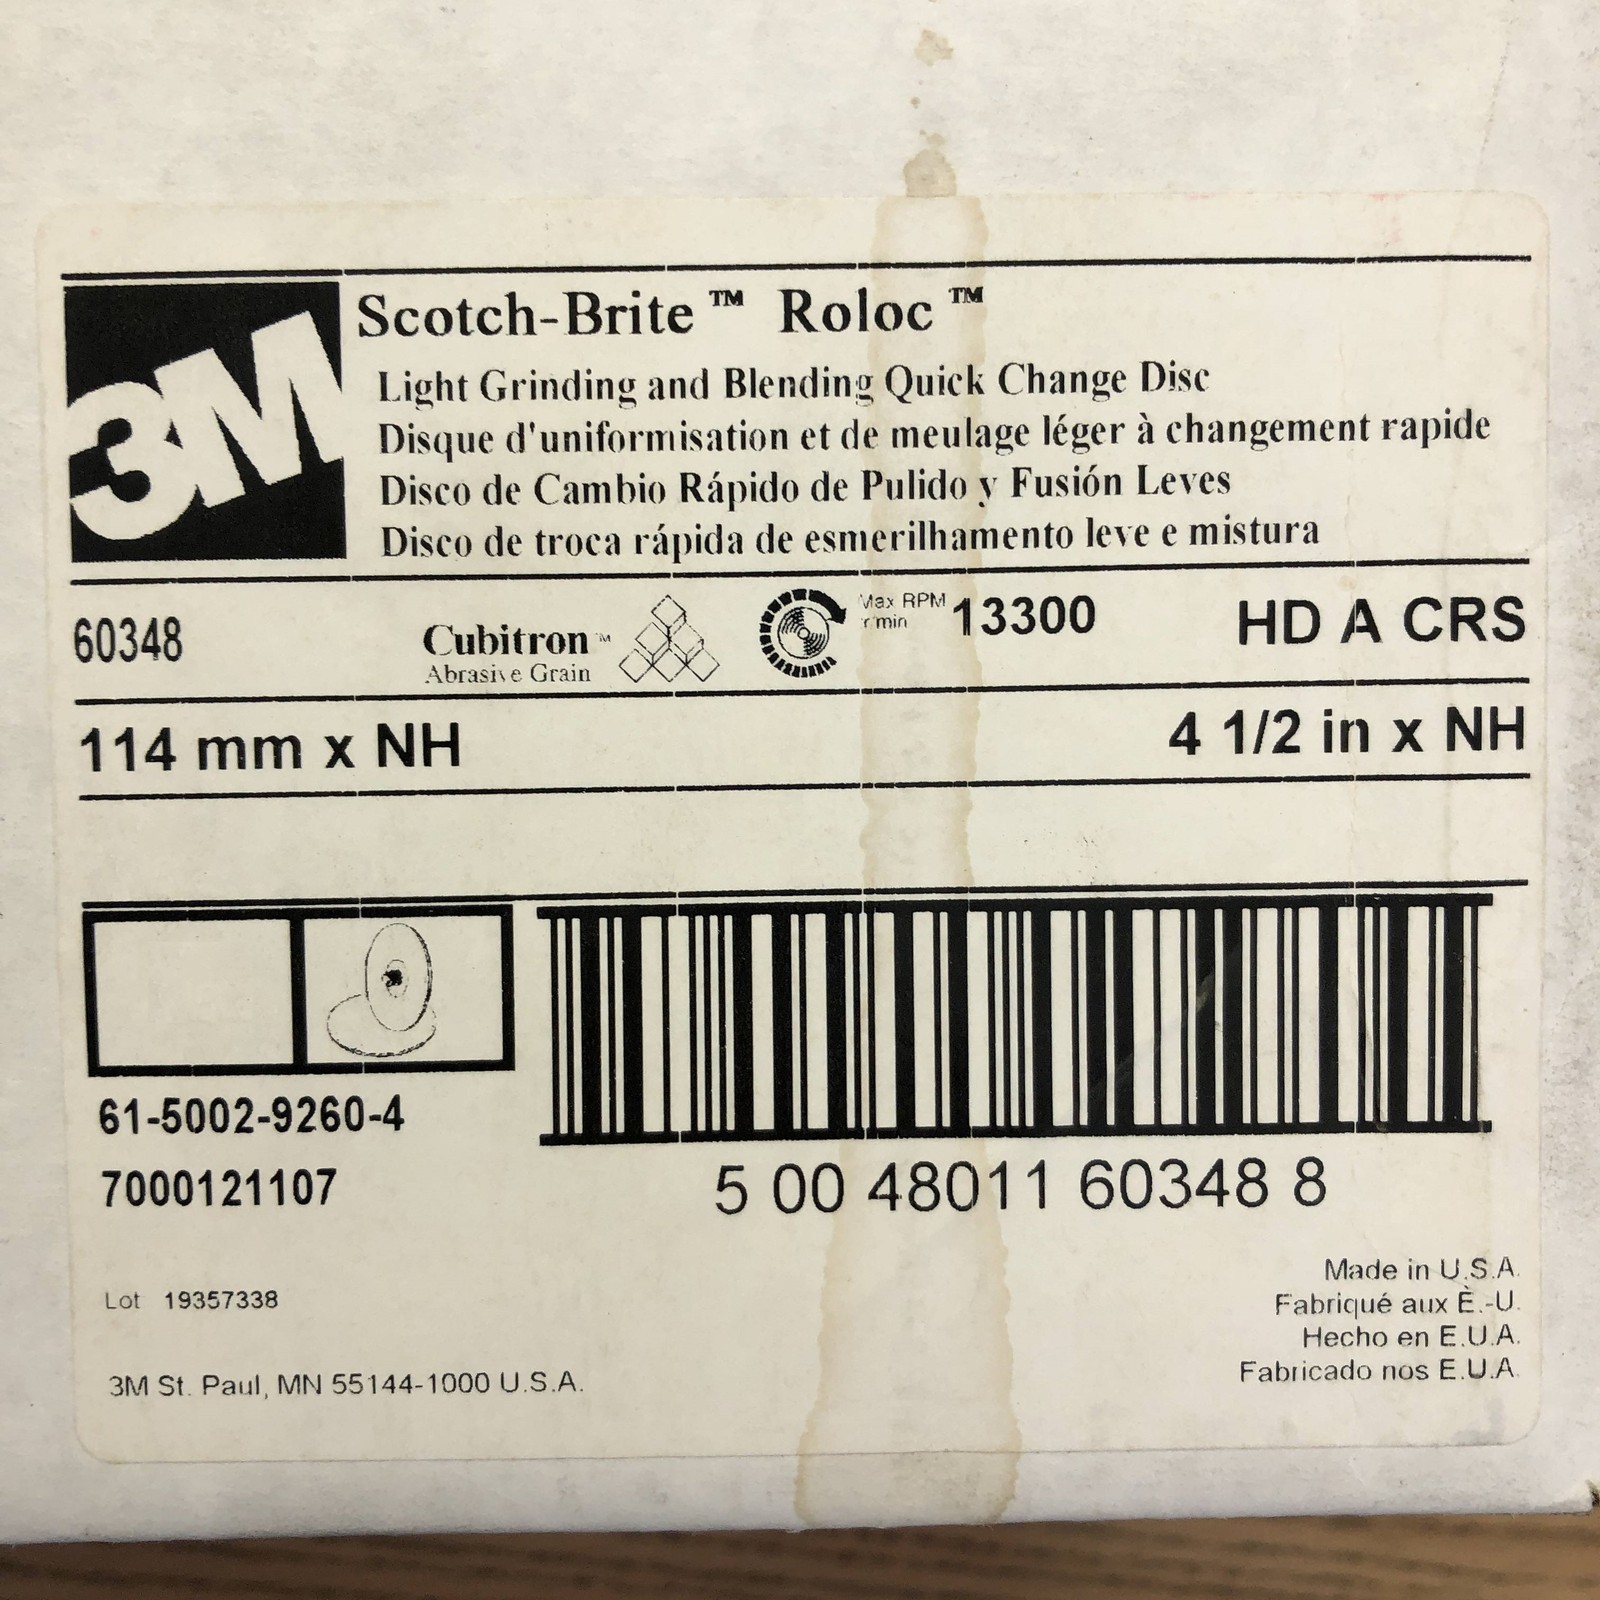 3M
Scotch-Brite™ Roloc™
Light Grinding and Blending Quick Change Disc
Disque d'uniformisation et de meulage léger à changement rapide
Disco de Cambio Rápido de Pulido y Fusión Leves
Disco de troca rápida de esmerilhamento leve e mistura
60348
Cubitron™
Abrasive Grain
Max RPM
r/min
13300
HD A CRS
114 mm x NH
4 1/2 in x NH
61-5002-9260-4
7000121107
5 00 48011 60348 8
Lot 19357338
3M St. Paul, MN 55144-1000 U.S.A.
Made in U.S.A.
Fabriqué aux È.-U.
Hecho en E.U.A.
Fabricado nos E.U.A.